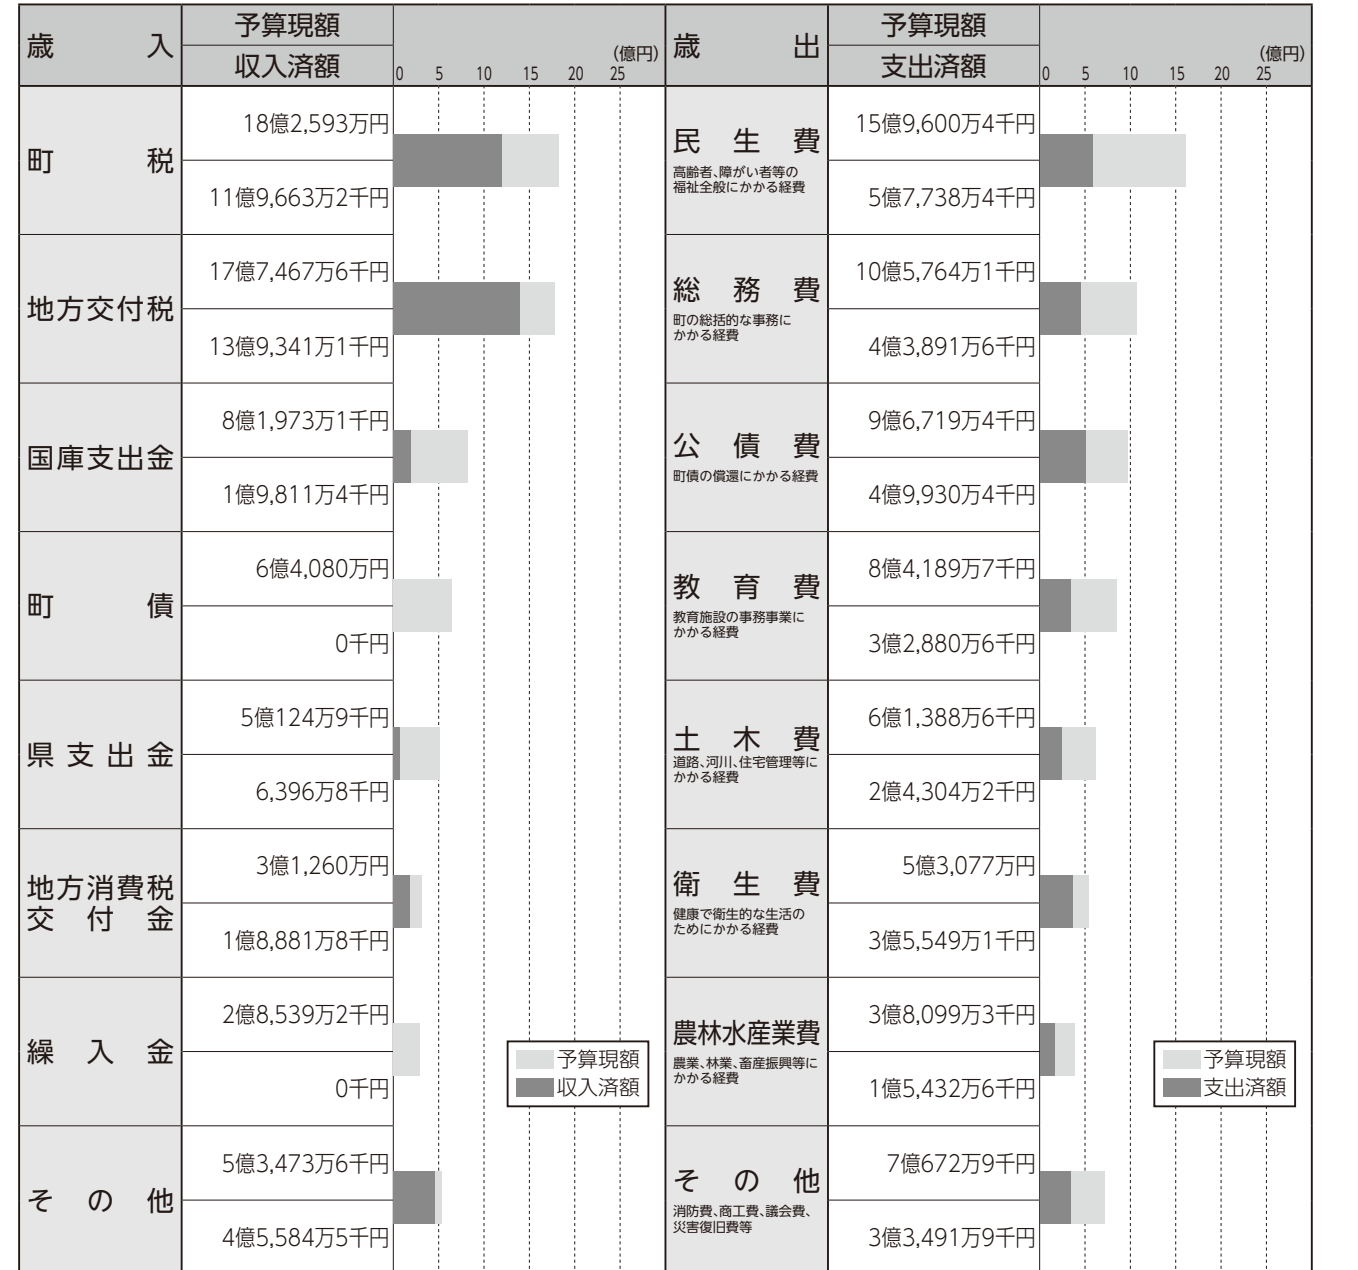 歳入
予算現額
収入済額
(億円)
0 5 10 15 20 25
町税
18億2,593万円
11億9,663万2千円
地方交付税
17億7,467万6千円
13億9,341万1千円
国庫支出金
8億1,973万1千円
1億9,811万4千円
町債
6億4,080万円
0千円
県支出金
5億124万9千円
6,396万8千円
地方消費税
交付金
3億1,260万円
1億8,881万8千円
繰入金
2億8,539万2千円
0千円
その他
5億3,473万6千円
4億5,584万5千円
予算現額
収入済額
歳出
予算現額
支出済額
(億円)
0 5 10 15 20 25
民生費
高齢者、障がい者等の
福祉全般にかかる経費
15億9,600万4千円
5億7,738万4千円
総務費
町の総括的な事務に
かかる経費
10億5,764万1千円
4億3,891万6千円
公債費
町債の償還にかかる経費
9億6,719万4千円
4億9,930万4千円
教育費
教育施設の事務事業に
かかる経費
8億4,189万7千円
3億2,880万6千円
土木費
道路、河川、住宅管理等に
かかる経費
6億1,388万6千円
2億4,304万2千円
衛生費
健康で衛生的な生活の
ためにかかる経費
5億3,077万円
3億5,549万1千円
農林水産業費
農業、林業、畜産振興等に
かかる経費
3億8,099万3千円
1億5,432万6千円
その他
消防費、商工費、議会費、
災害復旧費等
7億672万9千円
3億3,491万9千円
予算現額
支出済額